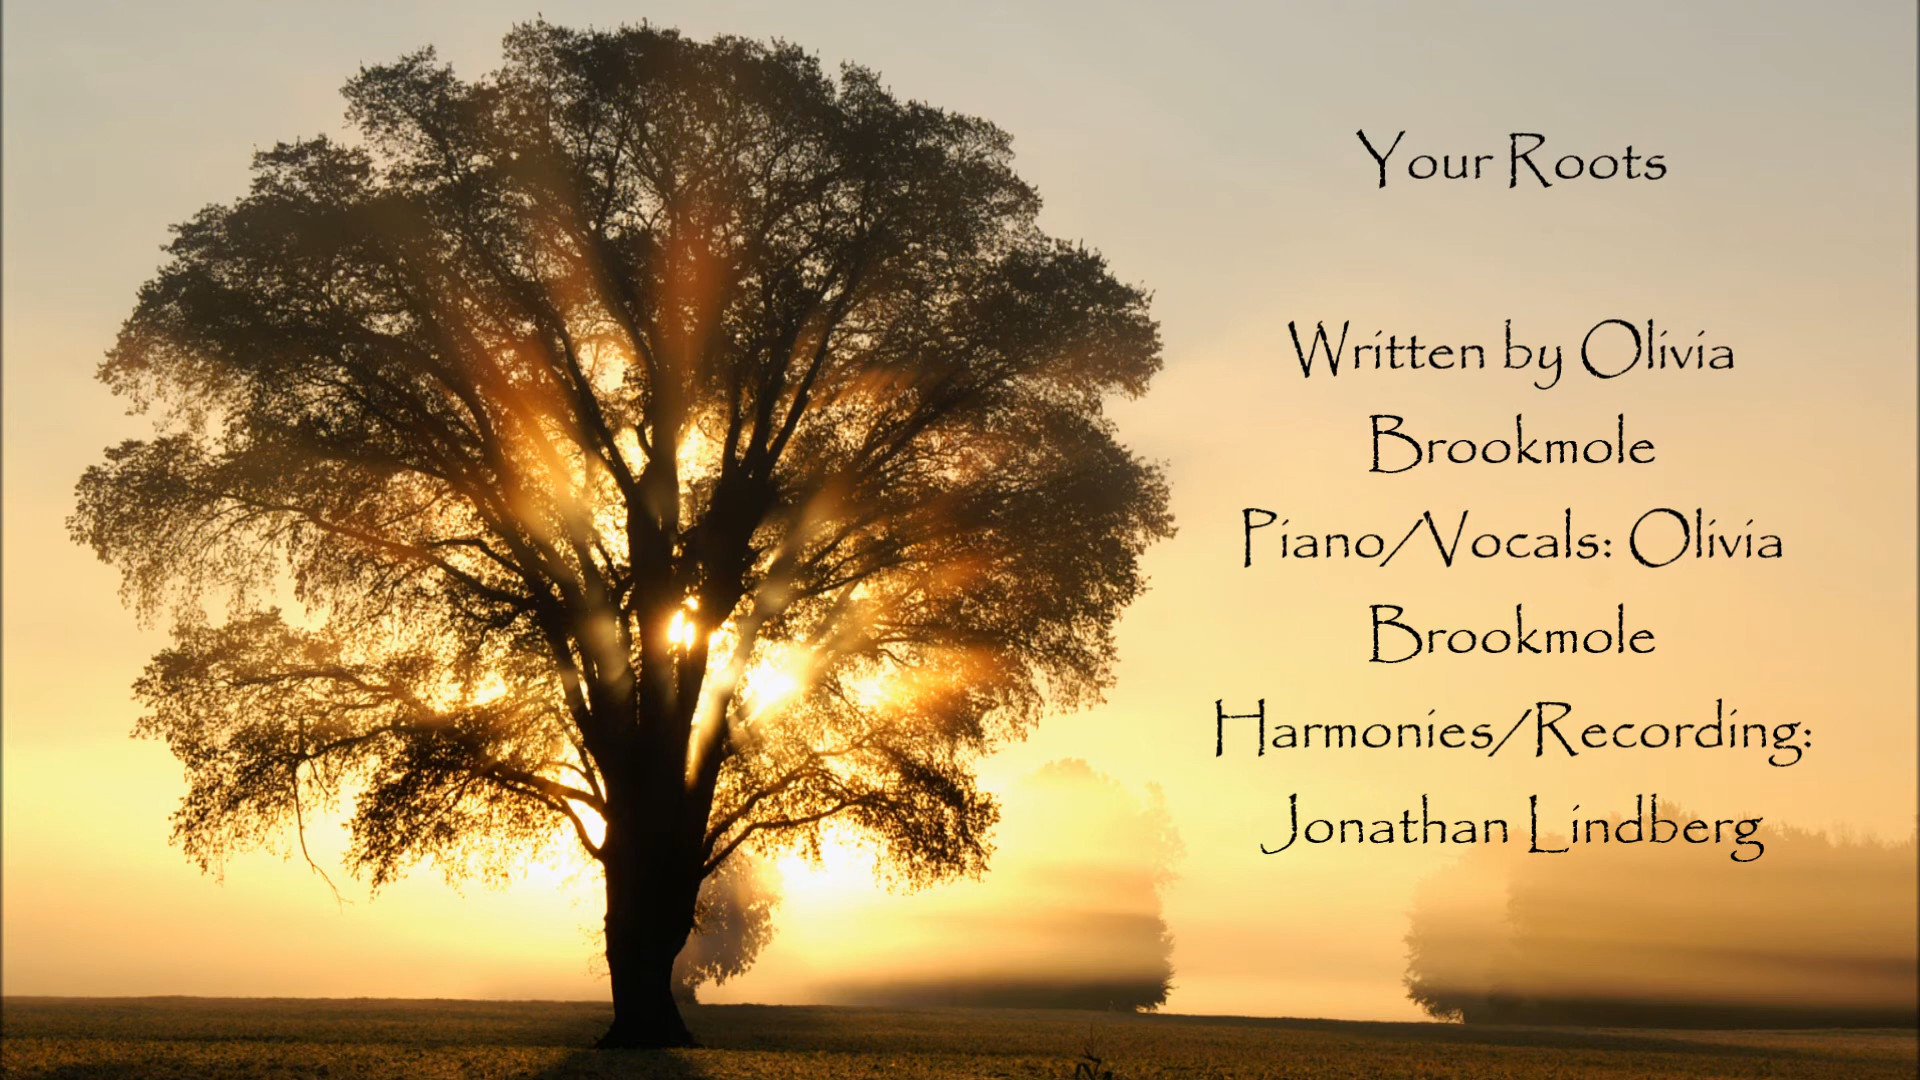 Your Roots
Written by Olivia
Brookmole
Piano/Vocals: Olivia
Brookmole
Harmonies/Recording:
Jonathan Lindberg